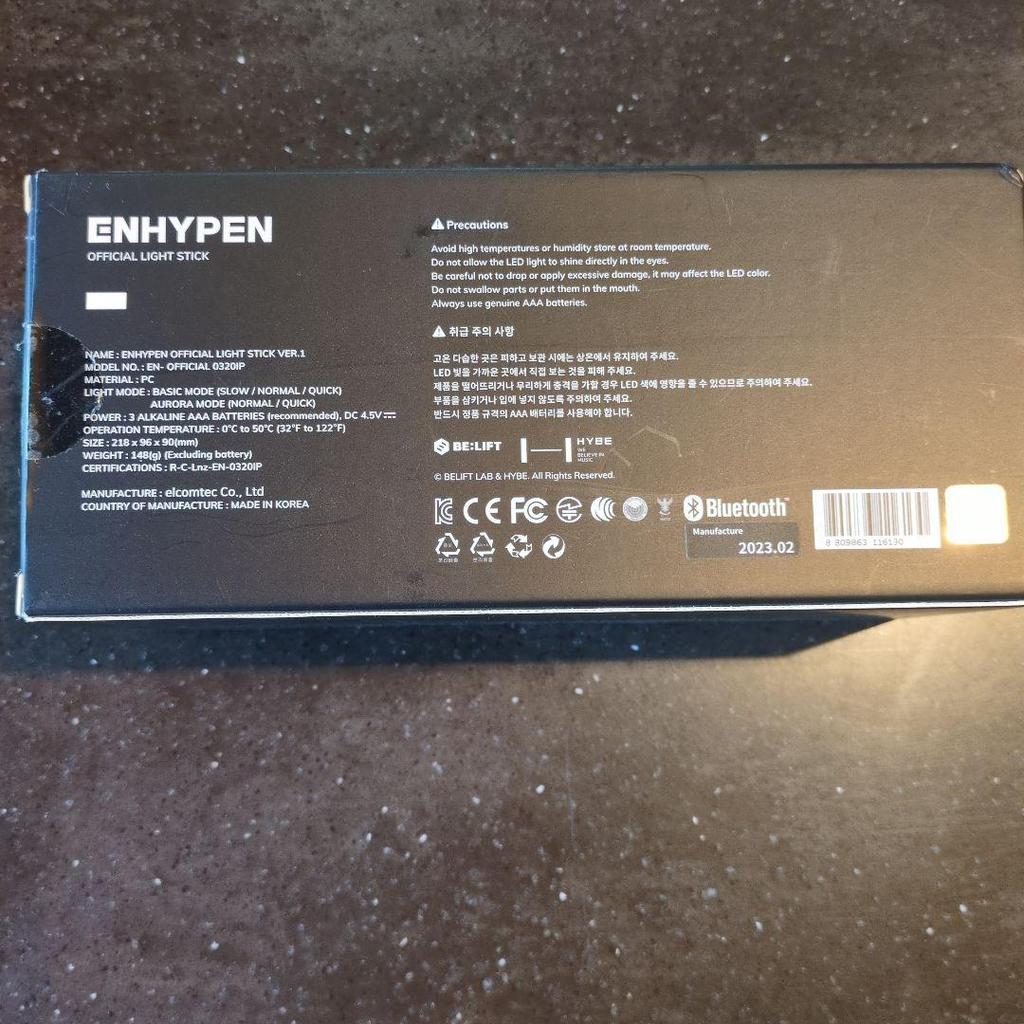 ENHYPEN
OFFICIAL LIGHT STICK
NAME : ENHYPEN OFFICIAL LIGHT STICK VER.1
MODEL NO. : EN- OFFICIAL 0320IP
MATERIAL : PC
LIGHT MODE : BASIC MODE (SLOW / NORMAL / QUICK)
AURORA MODE (NORMAL / QUICK)
POWER : 3 ALKALINE AAA BATTERIES (recommended), DC 4.5V
OPERATION TEMPERATURE : 0°C to 50°C (32°F to 122°F)
SIZE : 218 x 96 x 90(mm)
WEIGHT : 148(g) (Excluding battery)
CERTIFICATIONS : R-C-Lnz-EN-0320IP
MANUFACTURE : elcomtec Co., Ltd
COUNTRY OF MANUFACTURE : MADE IN KOREA
Precautions
Avoid high temperatures or humidity store at room temperature.
Do not allow the LED light to shine directly in the eyes.
Be careful not to drop or apply excessive damage, it may affect the LED color.
Do not swallow parts or put them in the mouth.
Always use genuine AAA batteries.
취급 주의 사항
고온 다습한 곳은 피하고 보관 시에는 상온에서 유지하여 주세요.
LED 빛을 가까운 곳에서 직접 보는 것을 피해 주세요.
제품을 떨어뜨리거나 무리하게 충격을 가할 경우 LED 색에 영향을 줄 수 있으므로 주의하여 주세요.
부품을 삼키거나 입에 넣지 않도록 주의하여 주세요.
반드시 정품 규격의 AAA 배터리를 사용해야 합니다.
BE:LIFT
HYBE
WE
BELIEVE IN
MUSIC
© BELIFT LAB & HYBE. All Rights Reserved.
CE FC
Bluetooth
Manufacture
2023.02
8 809863 116130